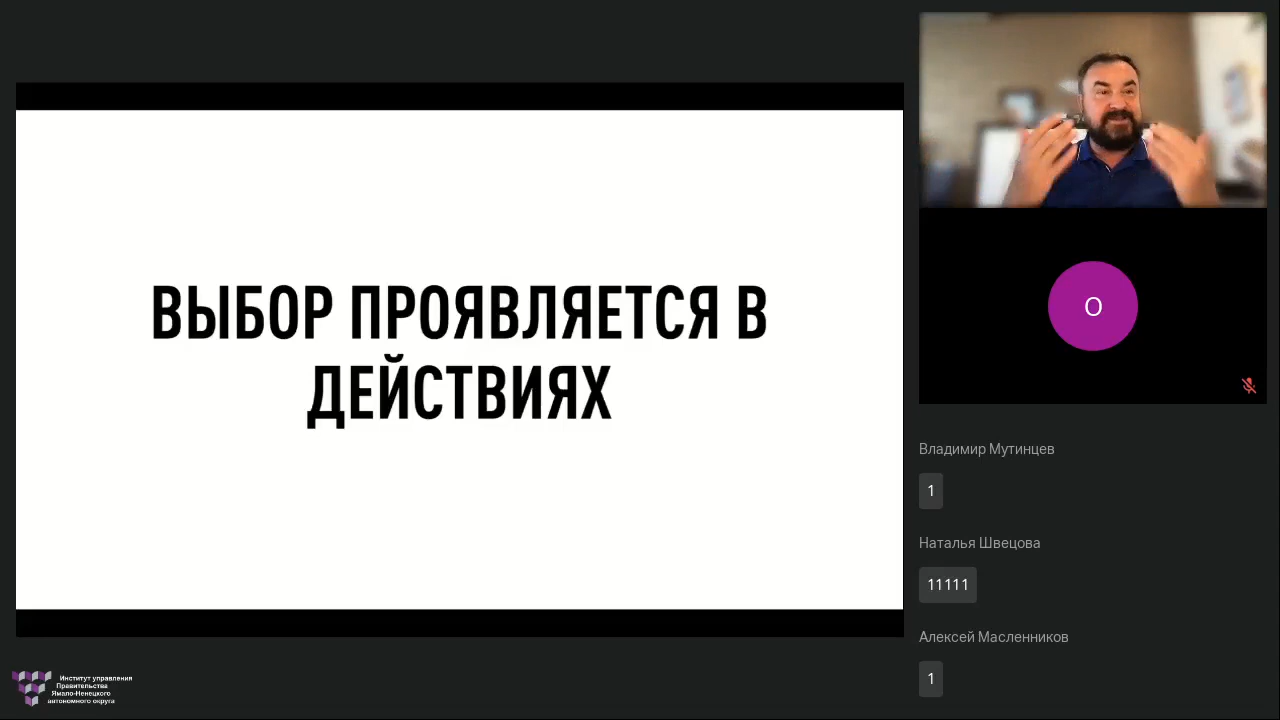 ВЫБОР ПРОЯВЛЯЕТСЯ В
ДЕЙСТВИЯХ
О
Владимир Мутинцев
1
Наталья Швецова
11111
Алексей Масленников
1
Институт управления
Правительства
Ямало-Ненецкого
автономного округа